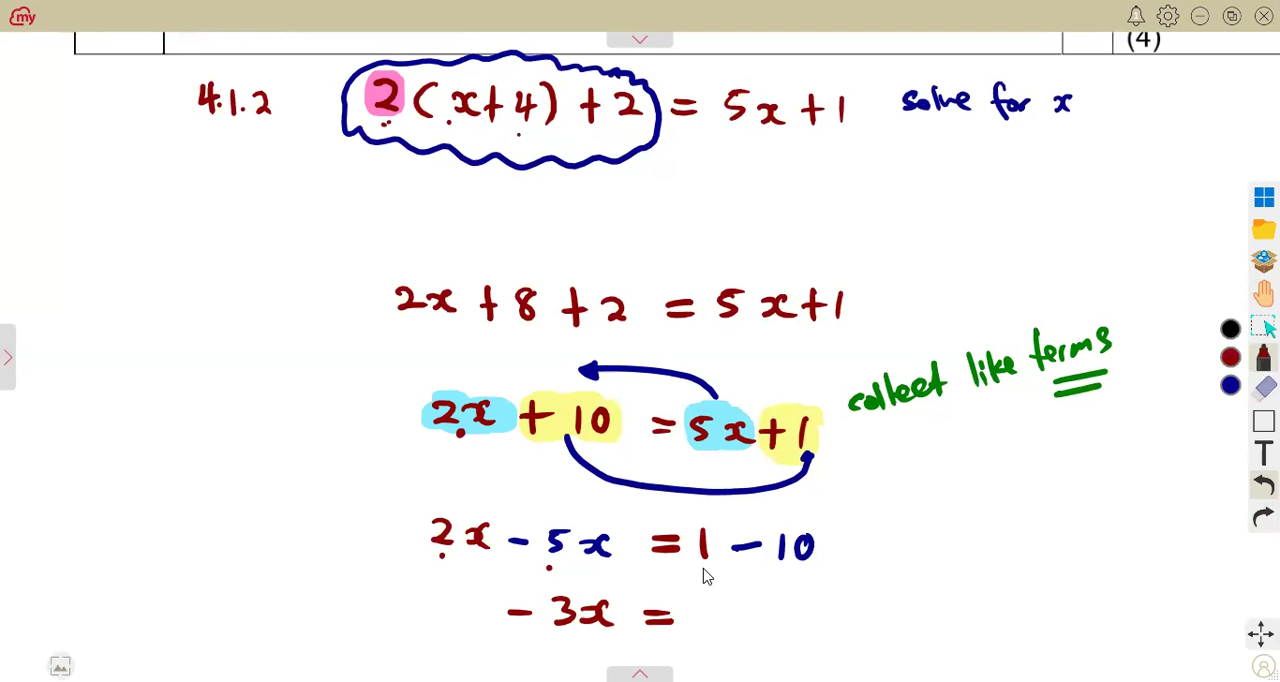 my
(4)
4.1.2 2(x+4)+2 = 5x+1 solve for x
2x + 8 + 2 = 5x+1
collect like terms
2x + 10 = 5x+1
2x - 5x = 1 - 10
- 3x =
T